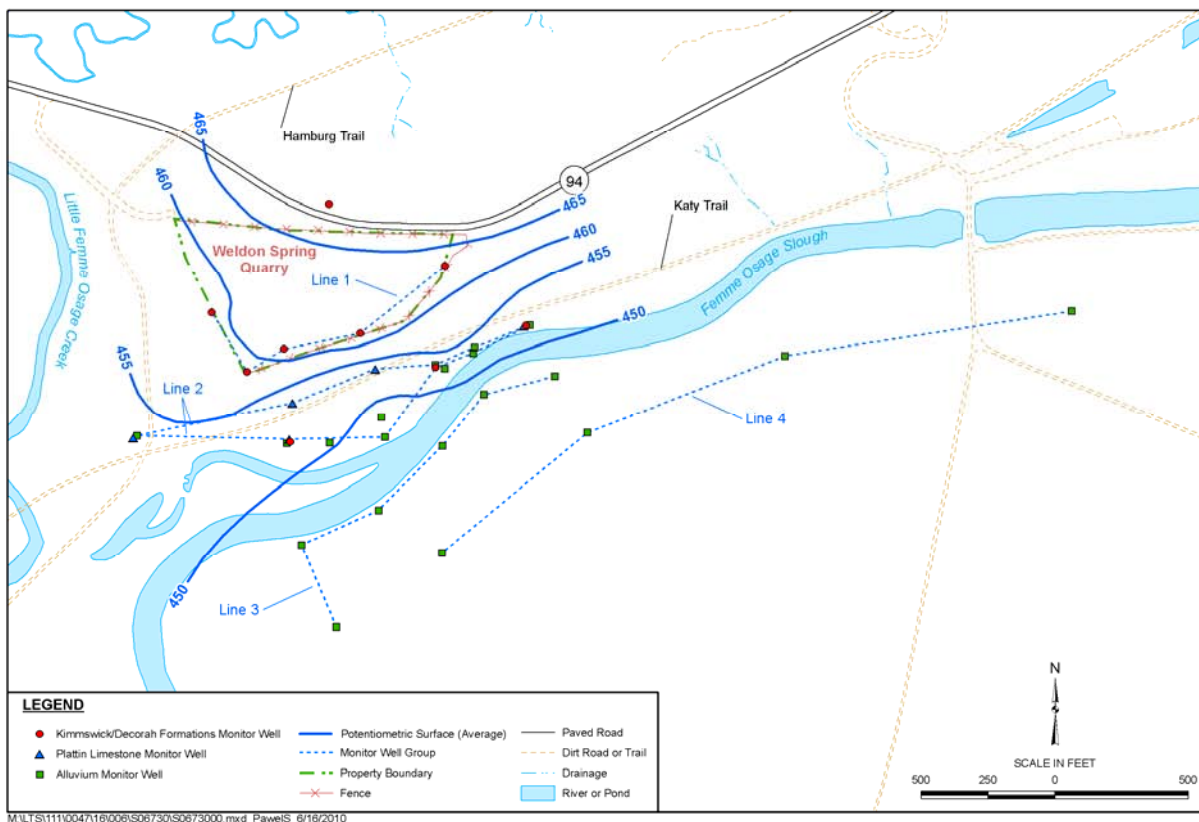 465
Hamburg Trail
460
94
465
Katy Trail
Little Femme Osage Creek
Weldon Spring
Quarry
460
Line 1
455
Femme Osage Slough
450
455
Line 2
Line 4
450
Line 3
N
LEGEND
Kimmswick/Decorah Formations Monitor Well
Potentiometric Surface (Average)
Paved Road
Plattin Limestone Monitor Well
Monitor Well Group
Dirt Road or Trail
Alluvium Monitor Well
Property Boundary
Drainage
Fence
River or Pond
SCALE IN FEET
500 250 0 500
M:\LTS\111\0047\16\006\S06730\S0673000.mxd PawelS 6/16/2010